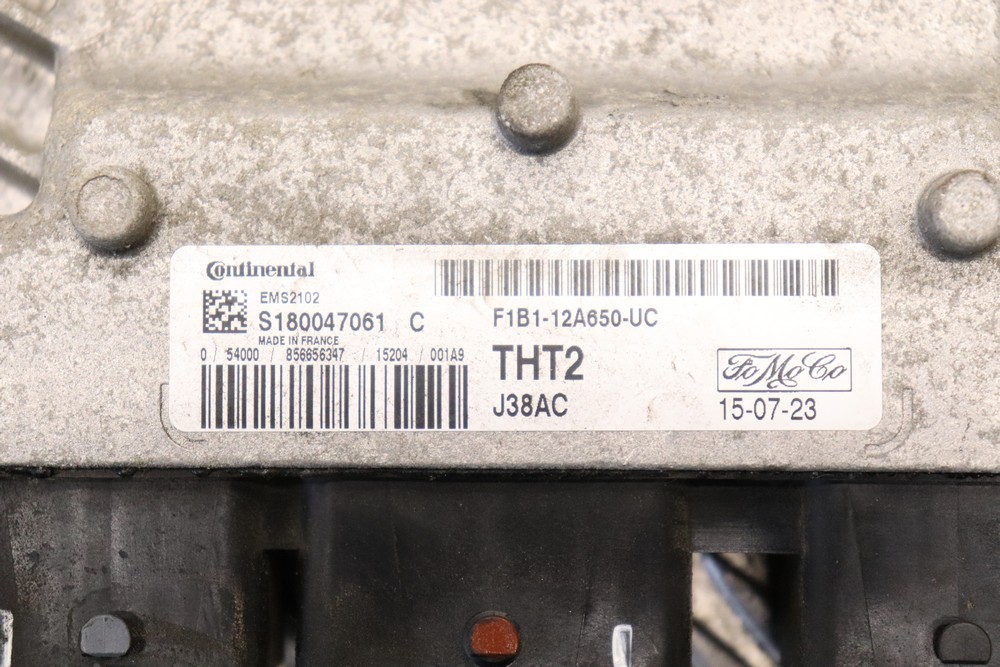 Continental
EMS2102
S180047061 C
MADE IN FRANCE
0 / 54000 / 856656347 / 15204 / 001A9
F1B1-12A650-UC
THT2
J38AC
FoMoCo
15-07-23